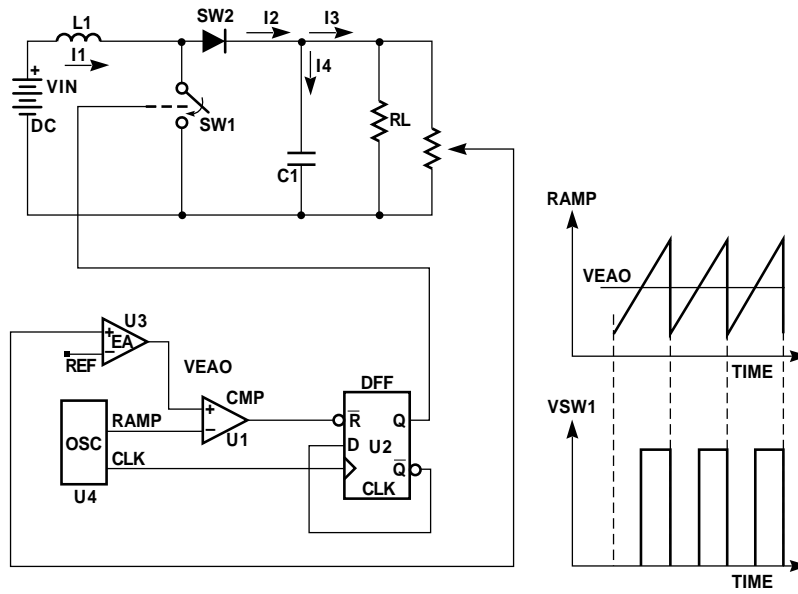 L1
SW2
I2
I3
I1
I4
+
VIN
DC
SW1
RL
C1
U3
+
EA
−
REF
VEAO
CMP
+
−
U1
DFF
R̅
Q
D
U2
Q̅
CLK
OSC
RAMP
CLK
U4
RAMP
VEAO
TIME
VSW1
TIME